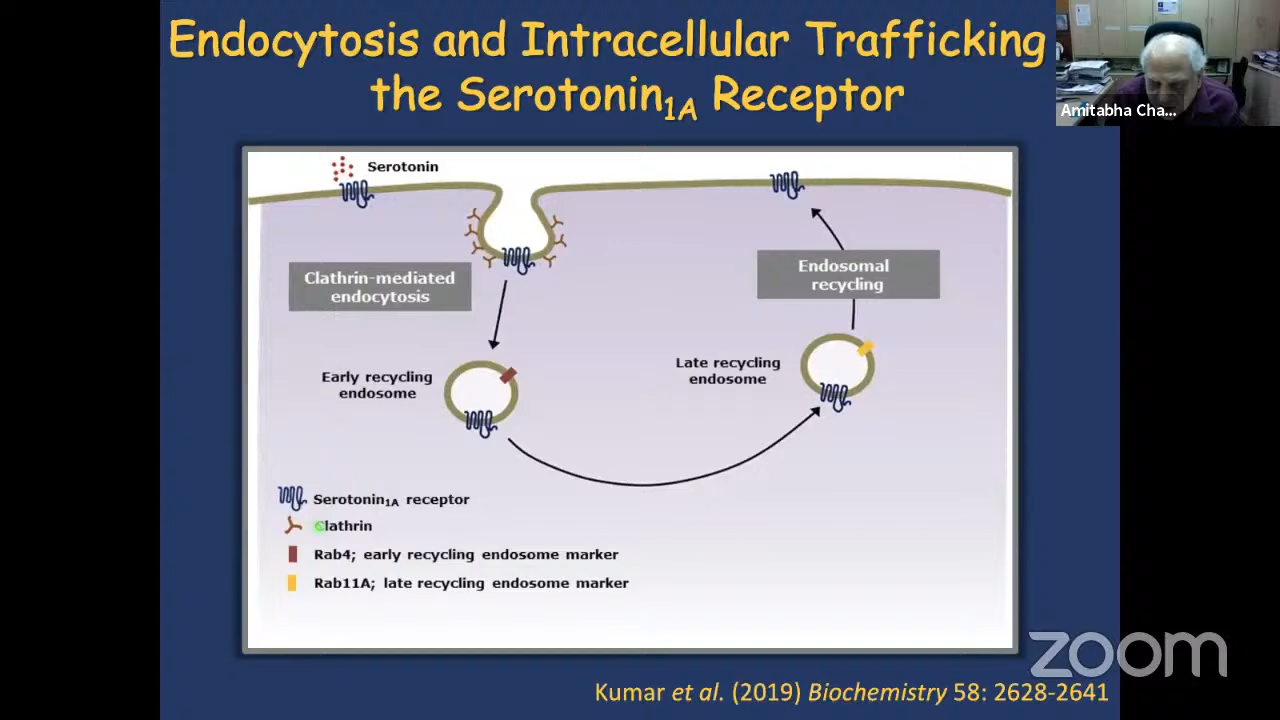 Endocytosis and Intracellular Trafficking
the Serotonin1A Receptor
Amitabha Cha...
Serotonin
Clathrin-mediated
endocytosis
Endosomal
recycling
Early recycling
endosome
Late recycling
endosome
Serotonin1A receptor
Clathrin
Rab4; early recycling endosome marker
Rab11A; late recycling endosome marker
zoom
Kumar et al. (2019) Biochemistry 58: 2628-2641